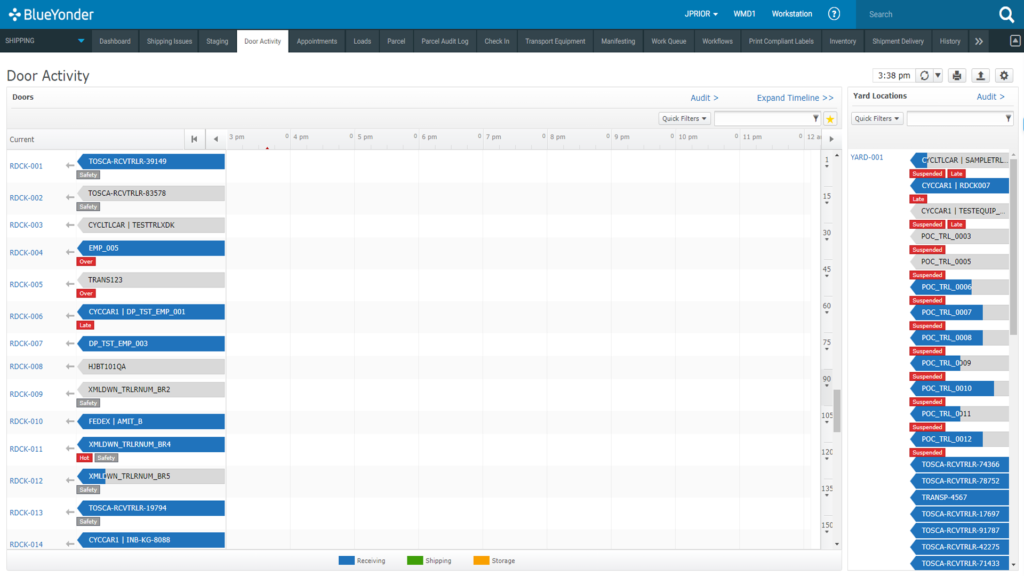 BlueYonder
JPRIOR
WMD1
Workstation
?
Search
SHIPPING
Dashboard
Shipping Issues
Staging
Door Activity
Appointments
Loads
Parcel
Parcel Audit Log
Check In
Transport Equipment
Manifesting
Work Queue
Workflows
Print Compliant Labels
Inventory
Shipment Delivery
History
Door Activity
3:38 pm
Doors
Audit >
Expand Timeline >>
Quick Filters
Current
3 pm
0 4 pm
0 5 pm
0 6 pm
0 7 pm
0 8 pm
0 9 pm
0 10 pm
0 11 pm
0 12 a
RDCK-001
TOSCA-RCVTRLR-39149
Safety
RDCK-002
TOSCA-RCVTRLR-83578
Safety
RDCK-003
CYCLTLCAR | TESTTRLXDK
RDCK-004
EMP_005
Over
RDCK-005
TRANS123
Over
RDCK-006
CYCCAR1 | DP_TST_EMP_001
Late
RDCK-007
DP_TST_EMP_003
RDCK-008
HJBT101QA
RDCK-009
XMLDWN_TRLRNUM_BR2
Safety
RDCK-010
FEDEX | AMIT_B
RDCK-011
XMLDWN_TRLRNUM_BR4
Hot
Safety
RDCK-012
XMLDWN_TRLRNUM_BR5
Safety
RDCK-013
TOSCA-RCVTRLR-19794
Safety
RDCK-014
CYCCAR1 | INB-KG-8088
1
15
30
45
60
75
90
105
120
135
150
Receiving
Shipping
Storage
Yard Locations
Audit >
Quick Filters
YARD-001
CYCLTLCAR | SAMPLETRL...
Suspended
Late
CYCCAR1 | RDCK007
Late
CYCCAR1 | TESTEQUIP_...
Suspended
Late
POC_TRL_0003
Suspended
POC_TRL_0005
Suspended
POC_TRL_0006
Suspended
POC_TRL_0007
Suspended
POC_TRL_0008
Suspended
POC_TRL_0009
Suspended
POC_TRL_0010
Suspended
POC_TRL_0011
Suspended
POC_TRL_0012
Suspended
TOSCA-RCVTRLR-74366
TOSCA-RCVTRLR-78752
TRANSP-4567
TOSCA-RCVTRLR-17697
TOSCA-RCVTRLR-91787
TOSCA-RCVTRLR-42275
TOSCA-RCVTRLR-71433